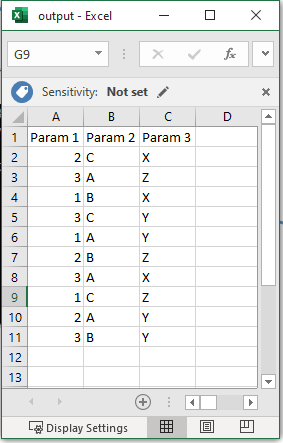 output - Excel
G9
fx
Sensitivity: Not set
A B C D
1 Param 1 Param 2 Param 3
2 2 C X
3 3 A Z
4 1 B X
5 3 C Y
6 1 A Y
7 2 B Z
8 3 A X
9 1 C Z
10 2 A Y
11 3 B Y
12
13
Display Settings